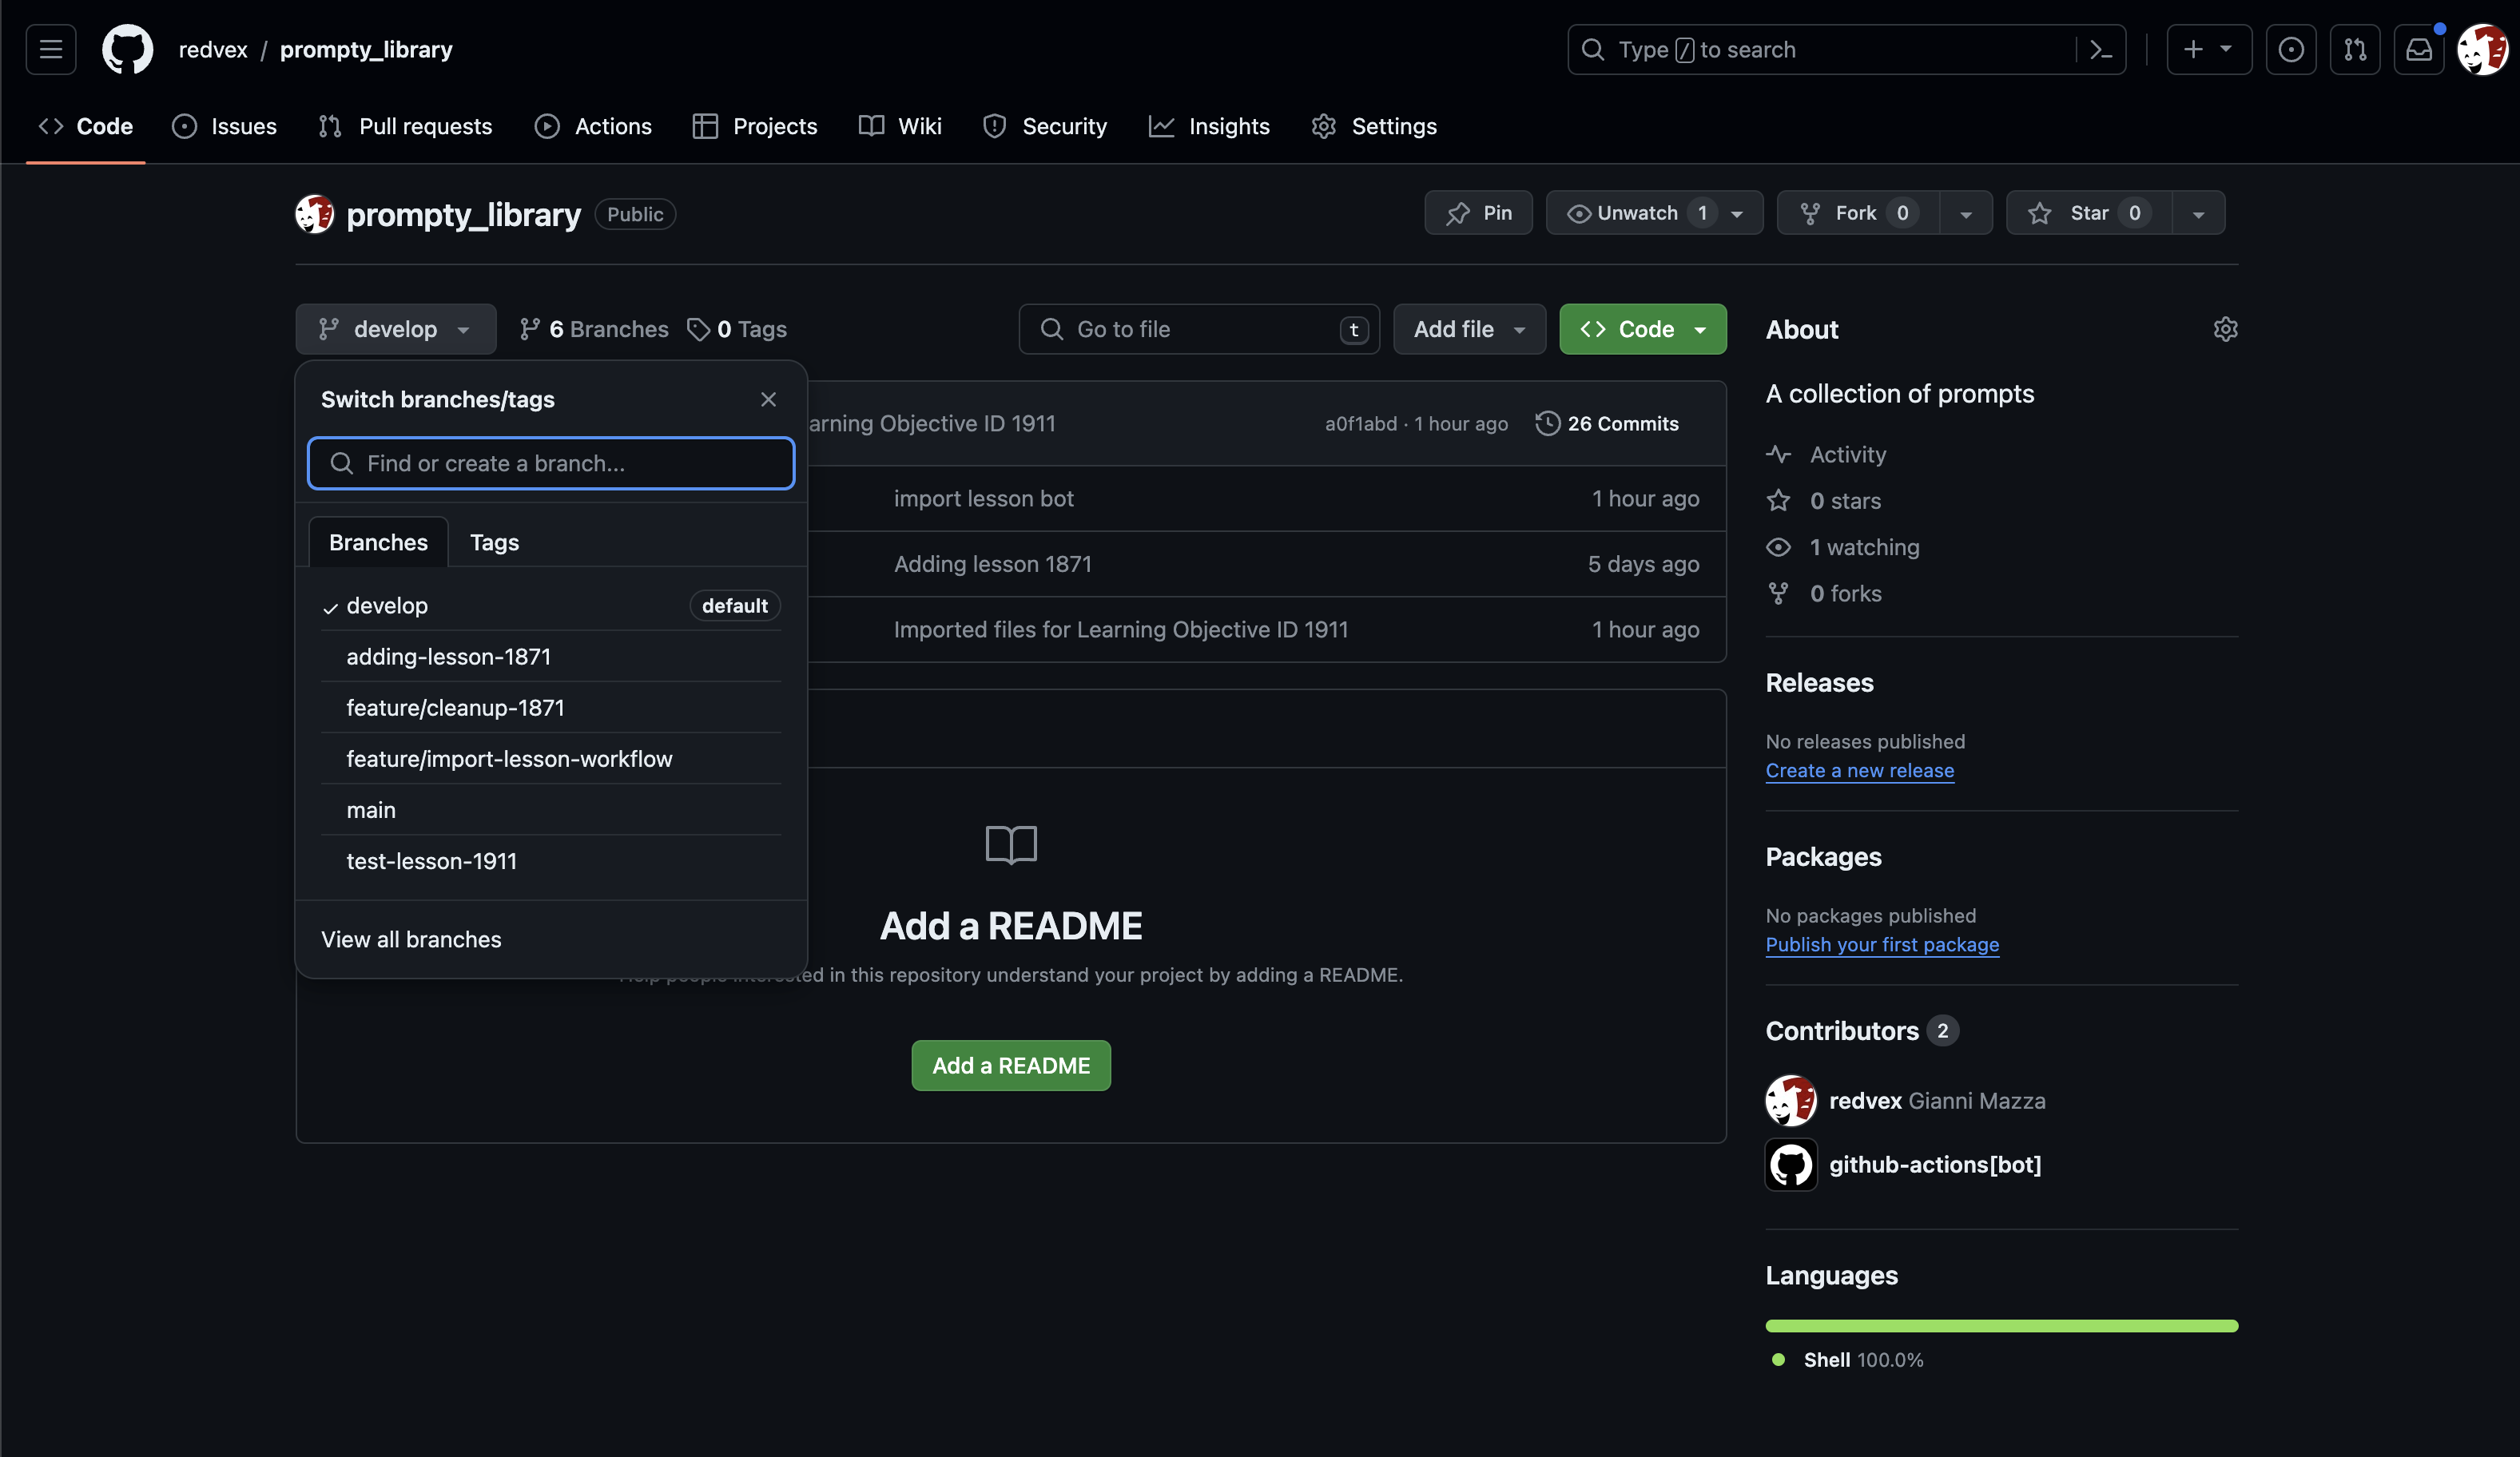 redvex / prompty_library
Type / to search
Code
Issues
Pull requests
Actions
Projects
Wiki
Security
Insights
Settings
prompty_library Public
Pin
Unwatch 1
Fork 0
Star 0
develop
6 Branches
0 Tags
Go to file t
Add file
Code
Switch branches/tags
Find or create a branch...
Branches
Tags
develop default
adding-lesson-1871
feature/cleanup-1871
feature/import-lesson-workflow
main
test-lesson-1911
View all branches
Objective ID 1911
a0f1abd · 1 hour ago
26 Commits
import lesson bot
1 hour ago
Adding lesson 1871
5 days ago
Imported files for Learning Objective ID 1911
1 hour ago
Add a README
in this repository understand your project by adding a README.
Add a README
About
A collection of prompts
Activity
0 stars
1 watching
0 forks
Releases
No releases published
Create a new release
Packages
No packages published
Publish your first package
Contributors 2
redvex Gianni Mazza
github-actions[bot]
Languages
Shell 100.0%